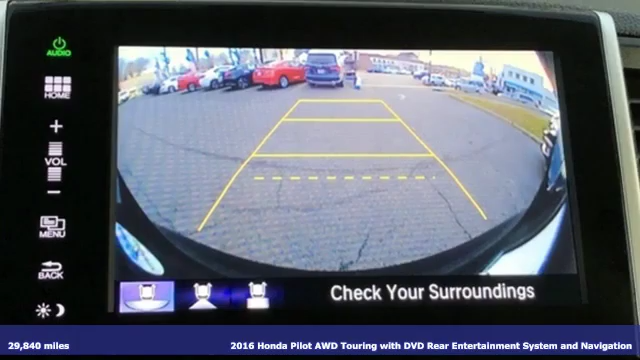 AUDIO
HOME
+
VOL
−
MENU
BACK
Check Your Surroundings
29,840 miles
2016 Honda Pilot AWD Touring with DVD Rear Entertainment System and Navigation